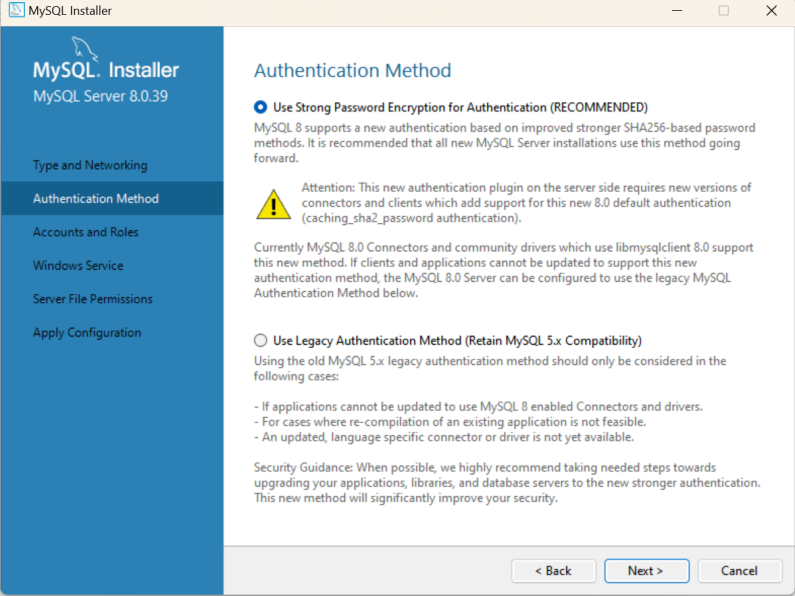 MySQL Installer
MySQL. Installer
MySQL Server 8.0.39
Type and Networking
Authentication Method
Accounts and Roles
Windows Service
Server File Permissions
Apply Configuration
Authentication Method
Use Strong Password Encryption for Authentication (RECOMMENDED)
MySQL 8 supports a new authentication based on improved stronger SHA256-based password
methods. It is recommended that all new MySQL Server installations use this method going
forward.
Attention: This new authentication plugin on the server side requires new versions of
connectors and clients which add support for this new 8.0 default authentication
(caching_sha2_password authentication).
Currently MySQL 8.0 Connectors and community drivers which use libmysqlclient 8.0 support
this new method. If clients and applications cannot be updated to support this new
authentication method, the MySQL 8.0 Server can be configured to use the legacy MySQL
Authentication Method below.
Use Legacy Authentication Method (Retain MySQL 5.x Compatibility)
Using the old MySQL 5.x legacy authentication method should only be considered in the
following cases:
- If applications cannot be updated to use MySQL 8 enabled Connectors and drivers.
- For cases where re-compilation of an existing application is not feasible.
- An updated, language specific connector or driver is not yet available.
Security Guidance: When possible, we highly recommend taking needed steps towards
upgrading your applications, libraries, and database servers to the new stronger authentication.
This new method will significantly improve your security.
< Back
Next >
Cancel